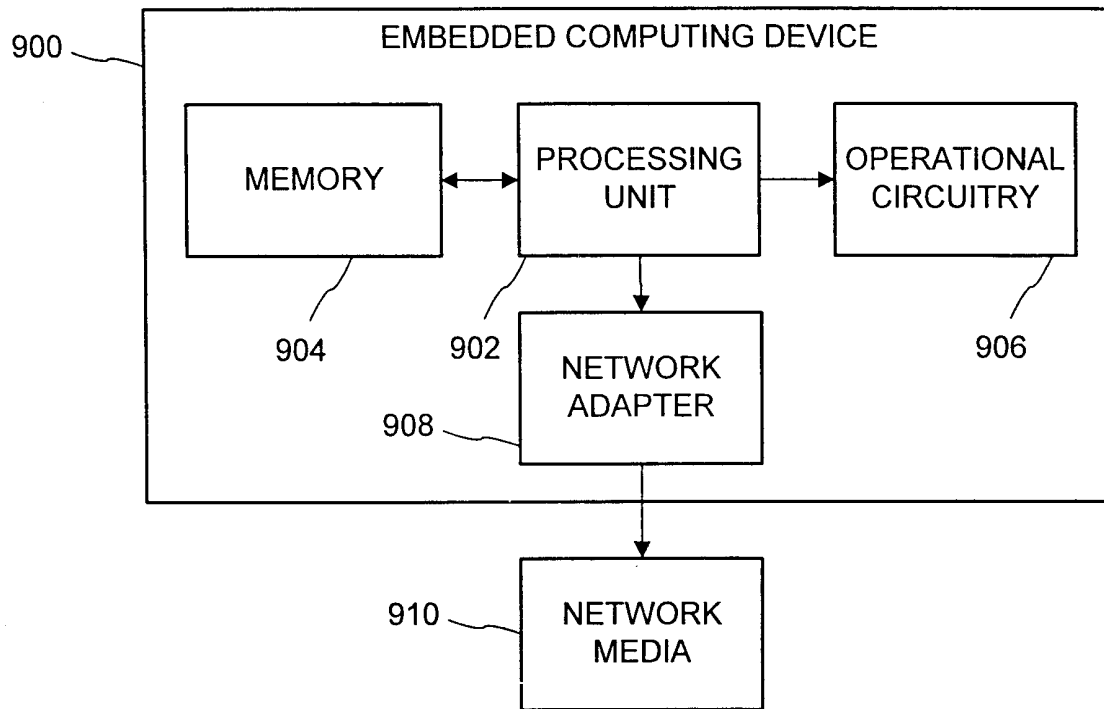 EMBEDDED COMPUTING DEVICE
900
MEMORY
PROCESSING
UNIT
OPERATIONAL
CIRCUITRY
904
902
906
NETWORK
ADAPTER
908
NETWORK
MEDIA
910